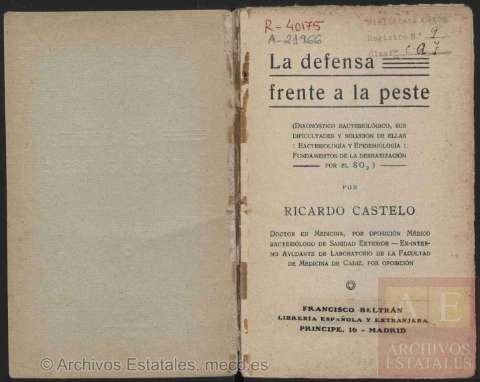 R-40175
A-21966
Registro N.º 9
C a 7
La defensa
frente a la peste
(Diagnóstico bacteriológico, sus
dificultades y solución de ellas
: Bacteriología y Epidemiología :
Fundamentos de la desratización
por el SO₂)
POR
RICARDO CASTELO
Doctor en Medicina, por oposición Médico
bacteriólogo de Sanidad Exterior — Ex-inter-
no Ayudante de Laboratorio de la Facultad
de Medicina de Cádiz, por oposición
FRANCISCO BELTRÁN
LIBRERÍA ESPAÑOLA Y EXTRANJERA
PRÍNCIPE, 16 - MADRID
AE
ARCHIVOS
ESTATALES
© Archivos Estatales, mecd.es